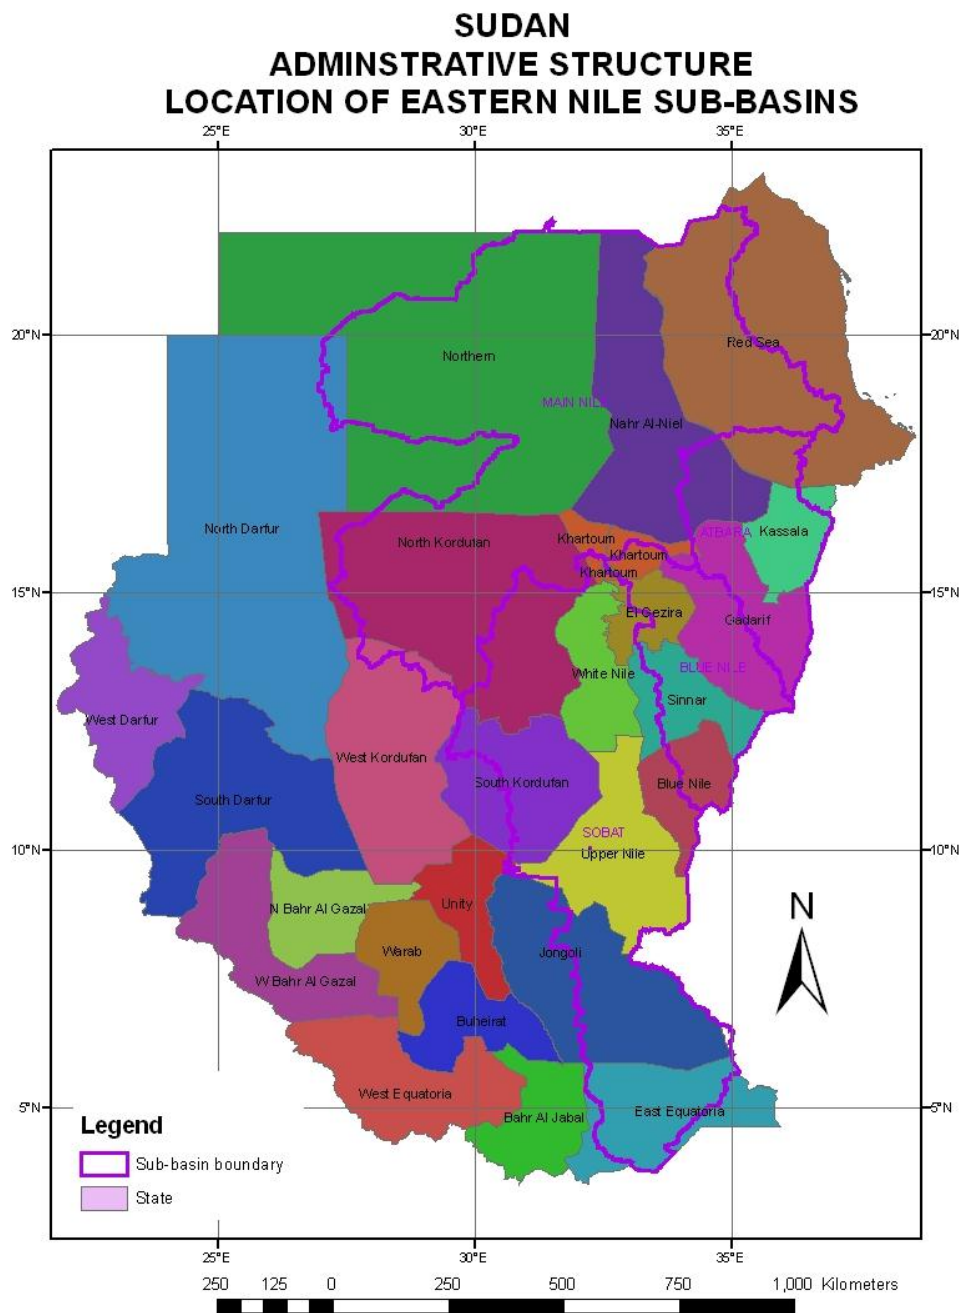 SUDAN
ADMINSTRATIVE STRUCTURE
LOCATION OF EASTERN NILE SUB-BASINS
25°E 30°E 35°E
20°N 20°N
Red Sea
Northern
MAIN NILE
Nahr Al-Niel
North Darfur
North Kordufan
Khartoum
ATBARA
Kassala
Khartoum
Khartoum
15°N 15°N
El Gezira
Gadarif
White Nile
BLUE NILE
Sinnar
West Darfur
West Kordufan
South Kordufan
Blue Nile
South Darfur
SOBAT
10°N 10°N
Upper Nile
N Bahr Al Gazal
Unity
Warab
Jongoli
W Bahr Al Gazal
Buheirat
N
West Equatoria
5°N 5°N
Bahr Al Jabal
East Equatoria
Legend
Sub-basin boundary
State
25°E 30°E 35°E
250 125 0 250 500 750 1,000 Kilometers